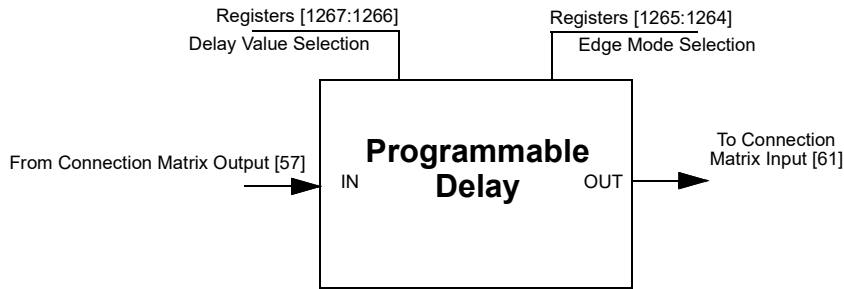 Registers [1267:1266]
Delay Value Selection
Registers [1265:1264]
Edge Mode Selection
From Connection Matrix Output [57]
IN
Programmable
Delay
OUT
To Connection
Matrix Input [61]